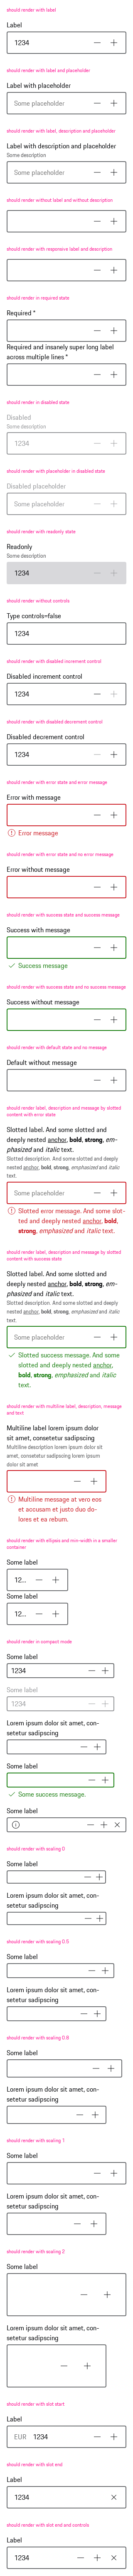 should render with label
Label
1234
should render with label and placeholder
Label with placeholder
Some placeholder
should render with label, description and placeholder
Label with description and placeholder
Some description
Some placeholder
should render without label and without description
should render with responsive label and description
should render in required state
Required *
Required and insanely super long label
across multiple lines *
should render in disabled state
Disabled
Some description
1234
should render with placeholder in disabled state
Disabled placeholder
Some placeholder
should render with readonly state
Readonly
Some description
1234
should render without controls
Type controls=false
1234
should render with disabled increment control
Disabled increment control
1234
should render with disabled decrement control
Disabled decrement control
1234
should render with error state and error message
Error with message
Error message
should render with error state and no error message
Error without message
should render with success state and success message
Success with message
Success message
should render with success state and no success message
Success without message
should render with default state and no message
Default without message
should render label, description and message by slotted
content with error state
Slotted label. And some slotted and
deeply nested anchor, bold, strong, em-
phasized and italic text.
Slotted description. And some slotted and deeply
nested anchor, bold, strong, emphasized and italic
text.
Some placeholder
Slotted error message. And some slot-
ted and deeply nested anchor, bold,
strong, emphasized and italic text.
should render label, description and message by slotted
content with success state
Slotted label. And some slotted and
deeply nested anchor, bold, strong, em-
phasized and italic text.
Slotted description. And some slotted and deeply
nested anchor, bold, strong, emphasized and italic
text.
Some placeholder
Slotted success message. And some
slotted and deeply nested anchor,
bold, strong, emphasized and italic
text.
should render with multiline label, description, message
and text
Multiline label lorem ipsum dolor
sit amet, consetetur sadipscing
Multiline description lorem ipsum dolor sit
amet, consetetur sadipscing lorem ipsum
dolor sit amet
Multiline message at vero eos
et accusam et justo duo do-
lores et ea rebum.
should render with ellipsis and min-width in a smaller
container
Some label
12...
Some label
12...
should render in compact mode
Some label
1234
Some label
1234
Lorem ipsum dolor sit amet, con-
setetur sadipscing
Some label
Some success message.
Some label
should render with scaling 0
Some label
Lorem ipsum dolor sit amet, con-
setetur sadipscing
should render with scaling 0.5
Some label
Lorem ipsum dolor sit amet, con-
setetur sadipscing
should render with scaling 0.8
Some label
Lorem ipsum dolor sit amet, con-
setetur sadipscing
should render with scaling 1
Some label
Lorem ipsum dolor sit amet, con-
setetur sadipscing
should render with scaling 2
Some label
Lorem ipsum dolor sit amet, con-
setetur sadipscing
should render with slot start
Label
EUR 1234
should render with slot end
Label
1234
should render with slot end and controls
Label
1234